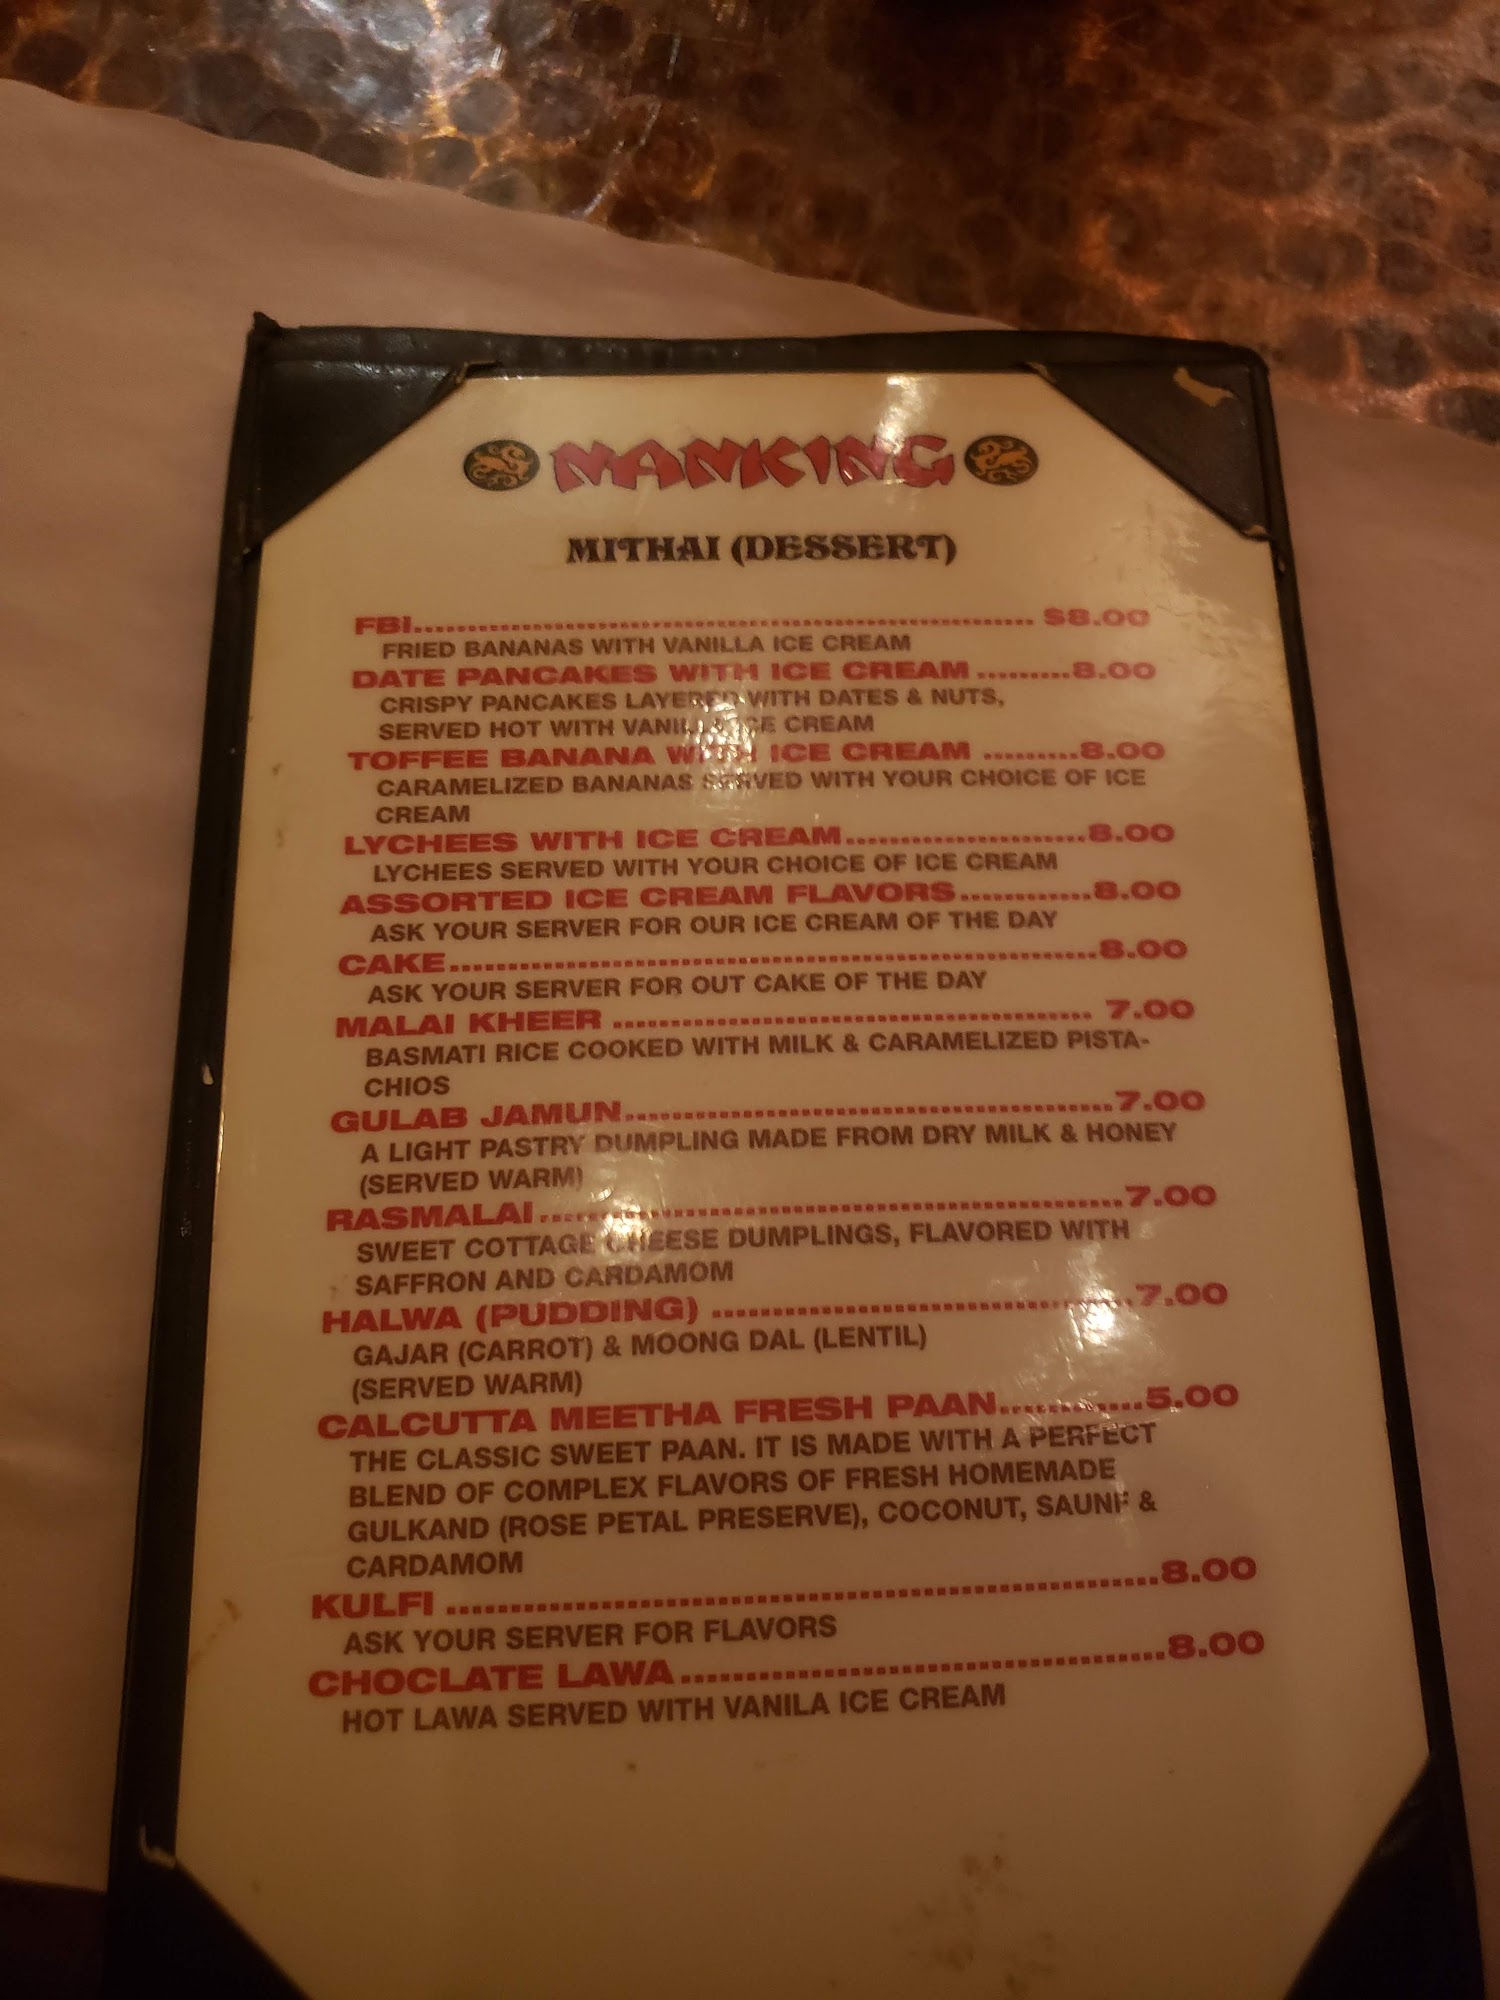 NANKING
MITHAI (DESSERT)
FBI.......................................................... $8.00
FRIED BANANAS WITH VANILLA ICE CREAM
DATE PANCAKES WITH ICE CREAM .........8.00
CRISPY PANCAKES LAYERED WITH DATES & NUTS,
SERVED HOT WITH VANILLA ICE CREAM
TOFFEE BANANA WITH ICE CREAM .........8.00
CARAMELIZED BANANAS SERVED WITH YOUR CHOICE OF ICE
CREAM
LYCHEES WITH ICE CREAM.......................8.00
LYCHEES SERVED WITH YOUR CHOICE OF ICE CREAM
ASSORTED ICE CREAM FLAVORS............8.00
ASK YOUR SERVER FOR OUR ICE CREAM OF THE DAY
CAKE.......................................................8.00
ASK YOUR SERVER FOR OUT CAKE OF THE DAY
MALAI KHEER ......................................... 7.00
BASMATI RICE COOKED WITH MILK & CARAMELIZED PISTA-
CHIOS
GULAB JAMUN.........................................7.00
A LIGHT PASTRY DUMPLING MADE FROM DRY MILK & HONEY
(SERVED WARM)
RASMALAI................................................7.00
SWEET COTTAGE CHEESE DUMPLINGS, FLAVORED WITH
SAFFRON AND CARDAMOM
HALWA (PUDDING) ..................................7.00
GAJAR (CARROT) & MOONG DAL (LENTIL)
(SERVED WARM)
CALCUTTA MEETHA FRESH PAAN............5.00
THE CLASSIC SWEET PAAN. IT IS MADE WITH A PERFECT
BLEND OF COMPLEX FLAVORS OF FRESH HOMEMADE
GULKAND (ROSE PETAL PRESERVE), COCONUT, SAUNF &
CARDAMOM
KULFI .......................................................8.00
ASK YOUR SERVER FOR FLAVORS
CHOCLATE LAWA.....................................8.00
HOT LAWA SERVED WITH VANILA ICE CREAM